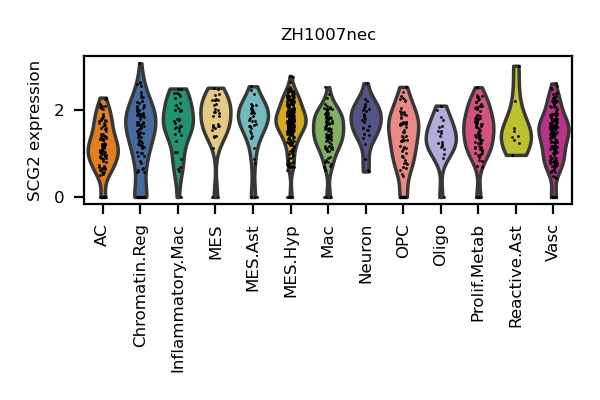 ZH1007nec
SCG2 expression
2
0
AC
Chromatin.Reg
Inflammatory.Mac
MES
MES.Ast
MES.Hyp
Mac
Neuron
OPC
Oligo
Prolif.Metab
Reactive.Ast
Vasc